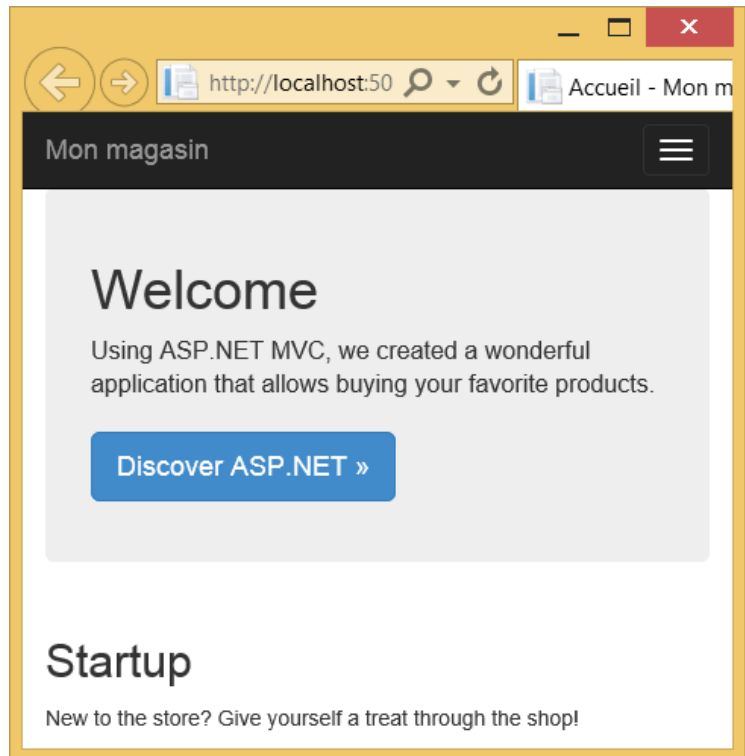 http://localhost:50
Accueil - Mon m
Mon magasin
Welcome
Using ASP.NET MVC, we created a wonderful
application that allows buying your favorite products.
Discover ASP.NET »
Startup
New to the store? Give yourself a treat through the shop!